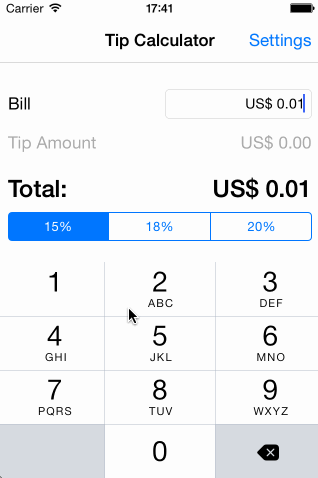 Carrier 17:41
Tip Calculator Settings
Bill US$ 0.01
Tip Amount US$ 0.00
Total: US$ 0.01
15% 18% 20%
1 2 3
ABC DEF
4 5 6
GHI JKL MNO
7 8 9
PQRS TUV WXYZ
0